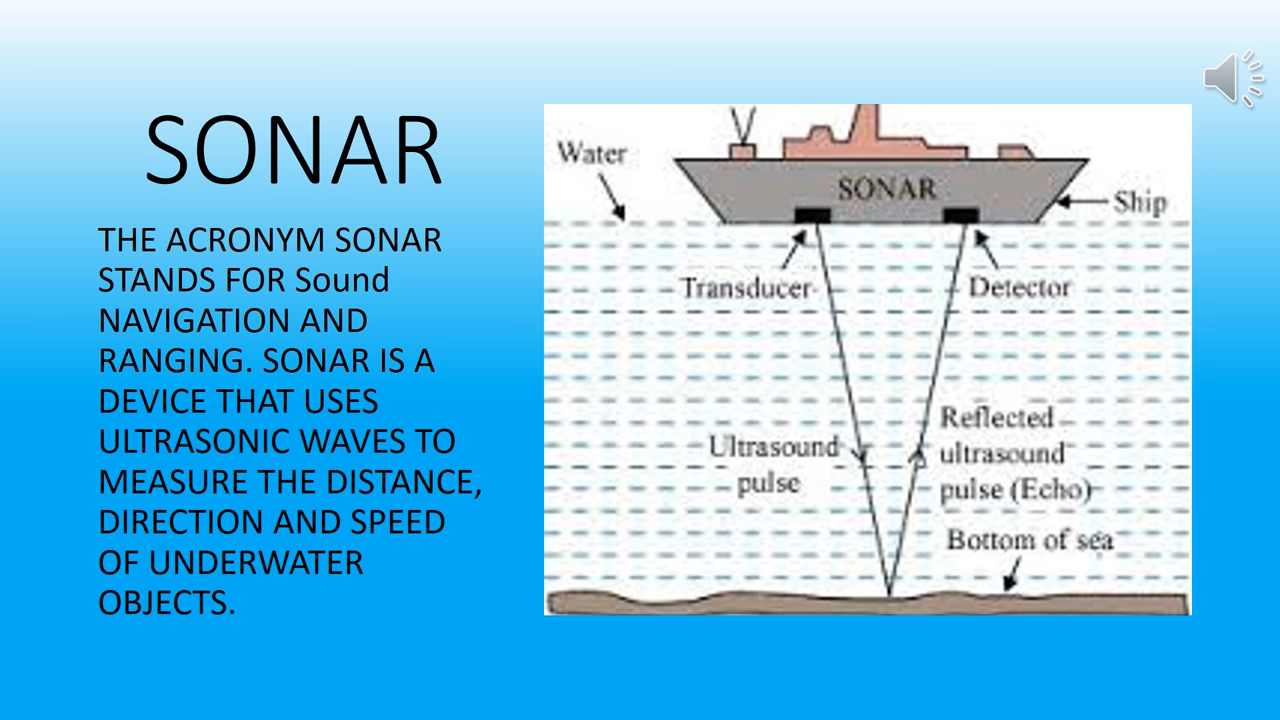 SONAR
THE ACRONYM SONAR
STANDS FOR Sound
NAVIGATION AND
RANGING. SONAR IS A
DEVICE THAT USES
ULTRASONIC WAVES TO
MEASURE THE DISTANCE,
DIRECTION AND SPEED
OF UNDERWATER
OBJECTS.
Water
SONAR
Ship
Transducer
Detector
Ultrasound
pulse
Reflected
ultrasound
pulse (Echo)
Bottom of sea